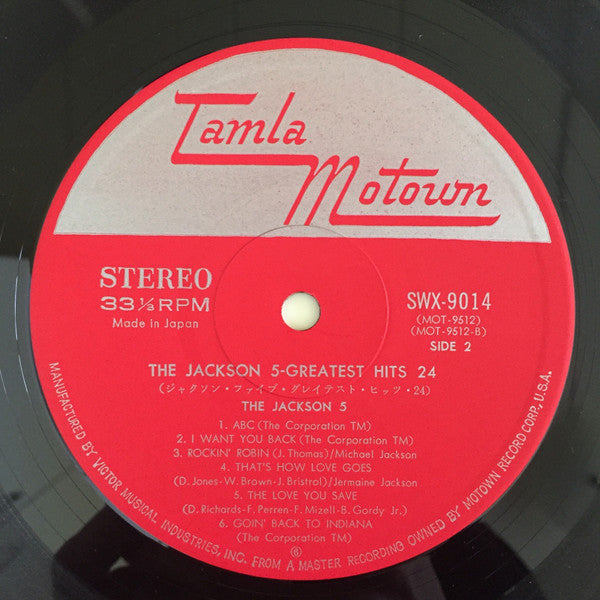 Tamla
Motown
STEREO
33⅓RPM
Made in Japan
SWX-9014
(MOT-9512)
(MOT-9512-B)
SIDE 2
THE JACKSON 5-GREATEST HITS 24
(ジャクソン・ファイブ・グレイテスト・ヒッツ・24)
THE JACKSON 5
1. ABC (The Corporation TM)
2. I WANT YOU BACK (The Corporation TM)
3. ROCKIN' ROBIN (J. Thomas)/Michael Jackson
4. THAT'S HOW LOVE GOES
(D. Jones-W. Brown-J. Bristrol)/Jermaine Jackson
5. THE LOVE YOU SAVE
(D. Richards-F. Perren-F. Mizell-B. Gordy Jr.)
6. GOIN' BACK TO INDIANA
(The Corporation TM)
⑥
MANUFACTURED BY VICTOR MUSICAL INDUSTRIES, INC. FROM A MASTER RECORDING OWNED BY MOTOWN RECORD CORP., U.S.A.